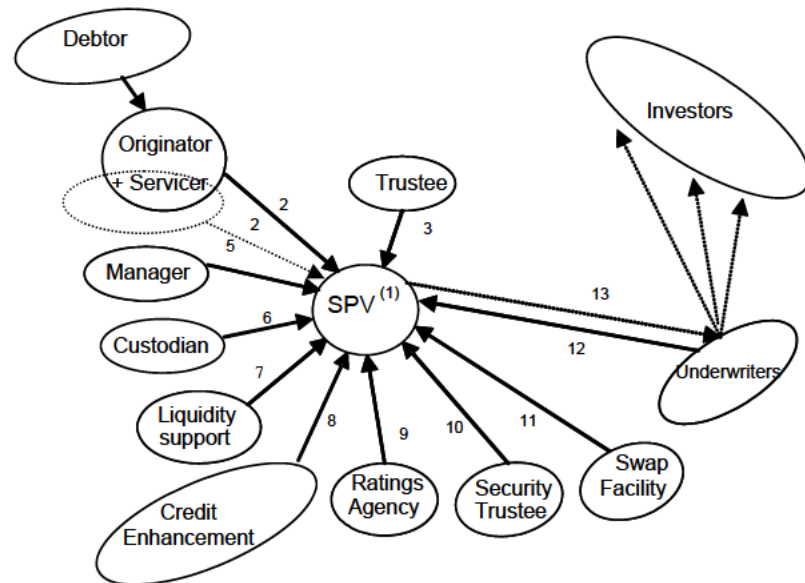 Debtor
Investors
Originator
+ Servicer
Trustee
2
2
3
5
Manager
SPV (1)
13
6
Custodian
12
Underwriters
7
Liquidity
support
8
9
10
11
Swap
Facility
Ratings
Agency
Security
Trustee
Credit
Enhancement